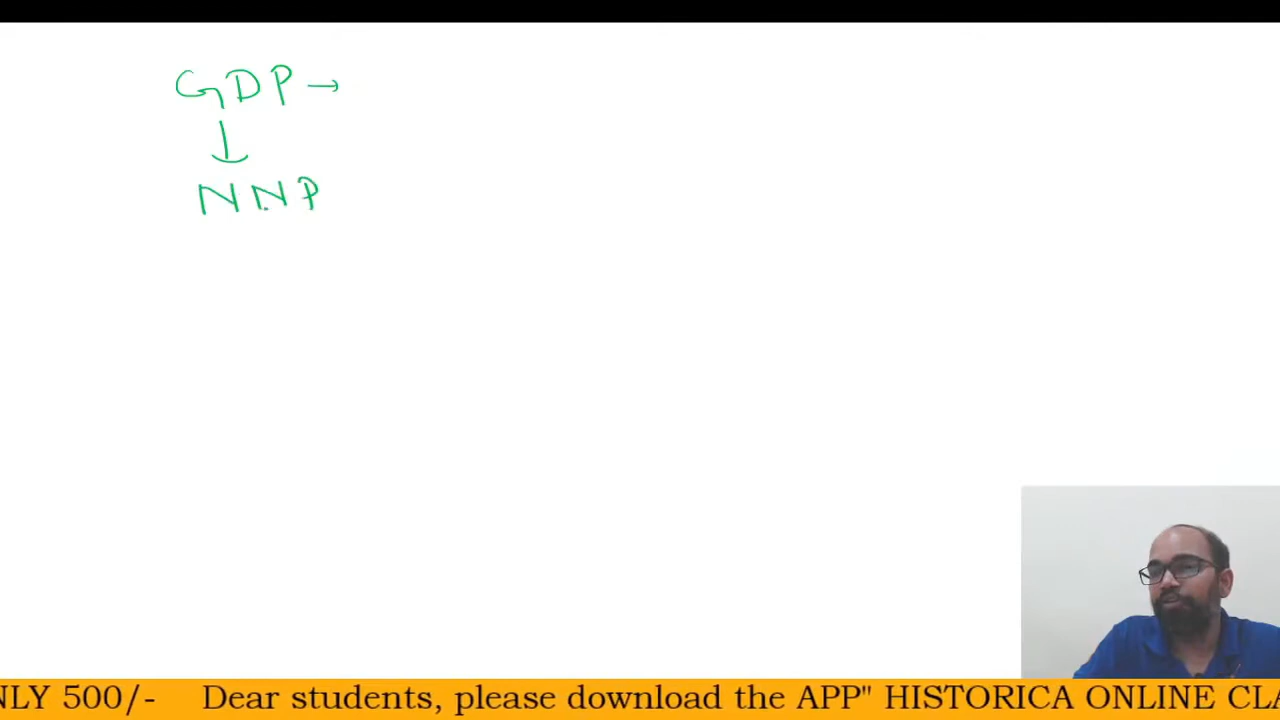 GDP →
↓
NNP
NLY 500/- Dear students, please download the APP" HISTORICA ONLINE CLA